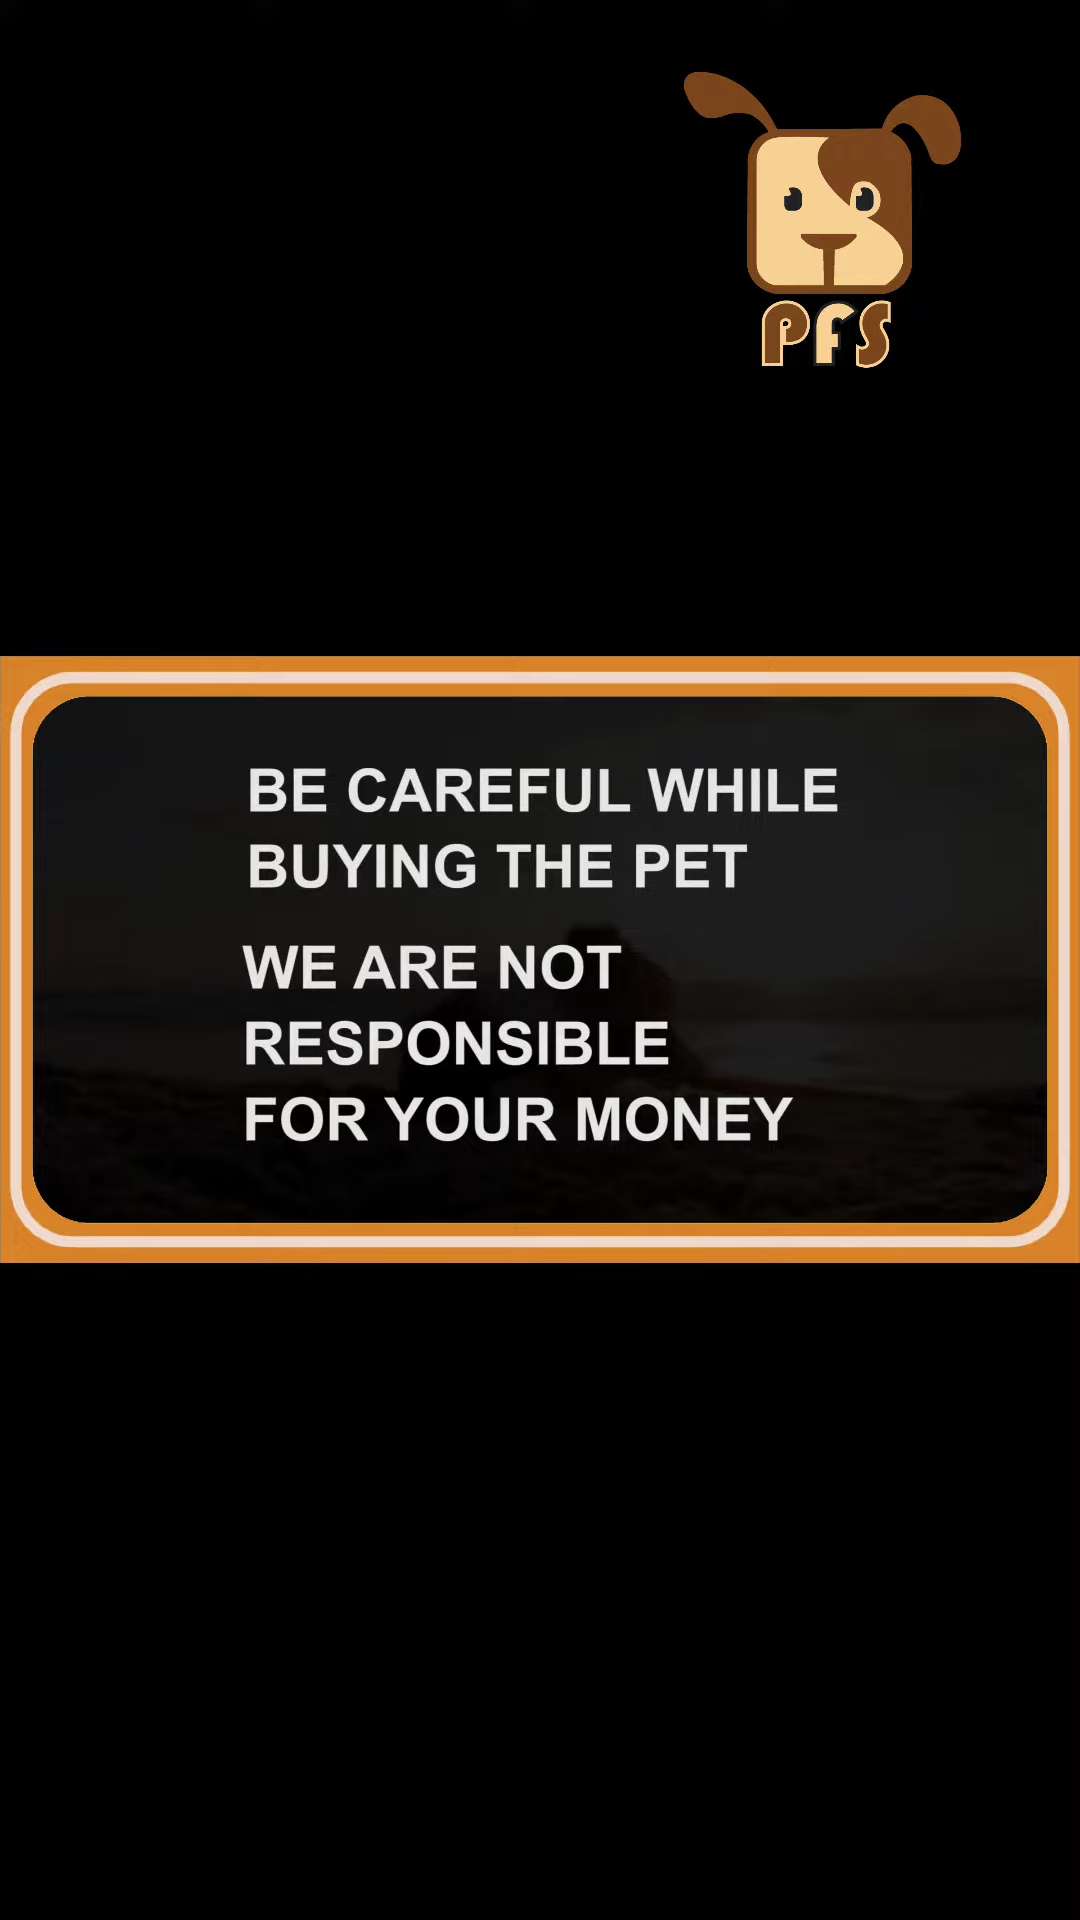 PFS
BE CAREFUL WHILE
BUYING THE PET
WE ARE NOT
RESPONSIBLE
FOR YOUR MONEY